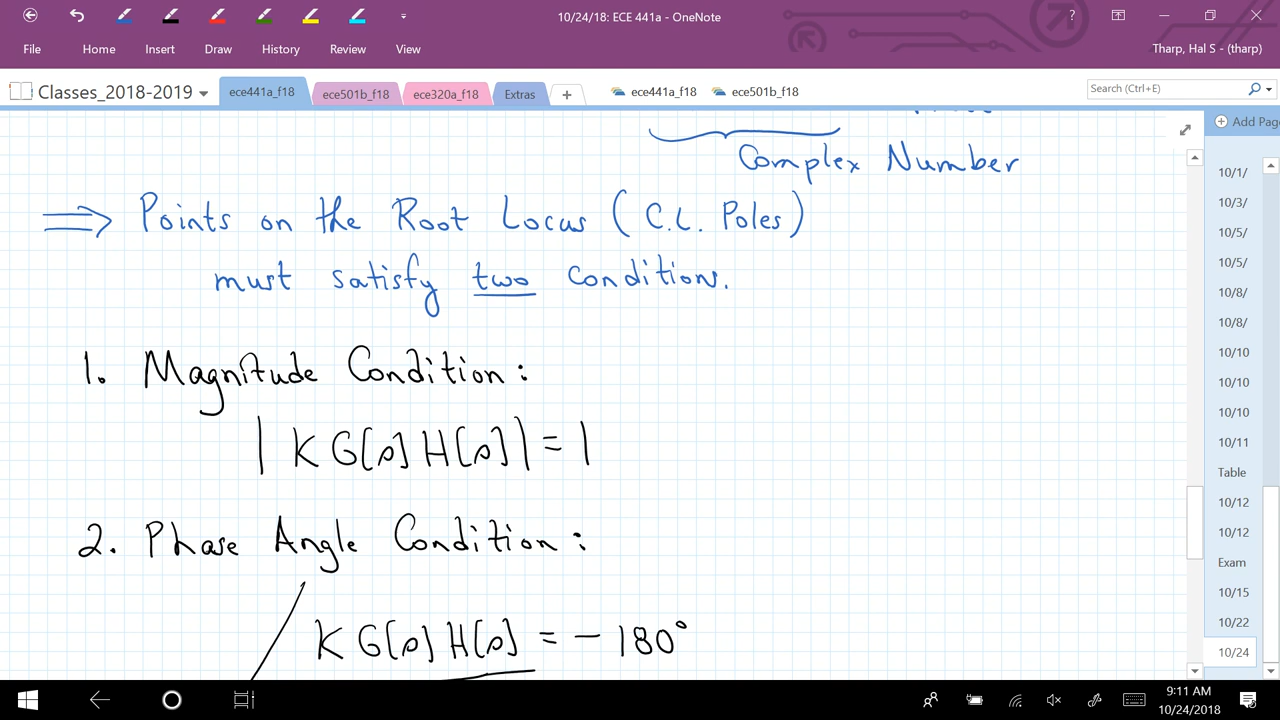 10/24/18: ECE 441a - OneNote
?
File Home Insert Draw History Review View
Tharp, Hal S - (tharp)
Classes_2018-2019
ece441a_f18 ece501b_f18 ece320a_f18 Extras +
ece441a_f18 ece501b_f18
Search (Ctrl+E)
Add Pag
Complex Number
⟹ Points on the Root Locus (C.L. Poles)
must satisfy two conditions.
1. Magnitude Condition:
|KG(s)H(s)| = 1
2. Phase Angle Condition:
∠KG(s)H(s) = -180°
10/1/
10/3/
10/5/
10/5/
10/8/
10/8/
10/10
10/10
10/10
10/11
Table
10/12
10/12
Exam
10/15
10/22
10/24
9:11 AM
10/24/2018